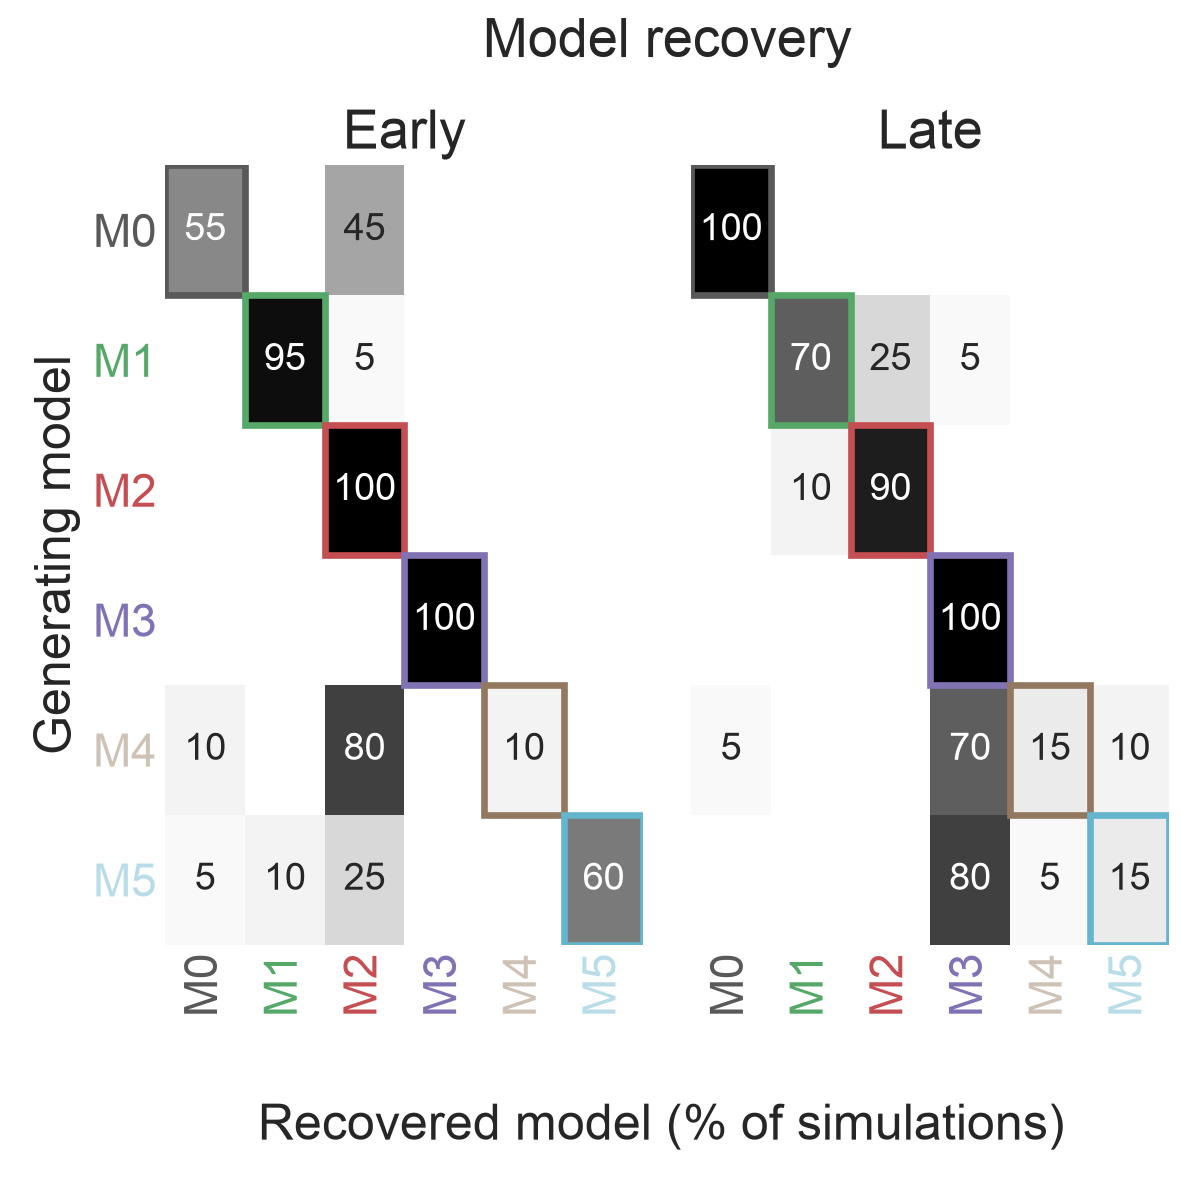 Model recovery
Early Late
Generating model
M0 55 45 100
M1 95 5 70 25 5
M2 100 10 90
M3 100 100
M4 10 80 10 5 70 15 10
M5 5 10 25 60 80 5 15
M0 M1 M2 M3 M4 M5 M0 M1 M2 M3 M4 M5
Recovered model (% of simulations)